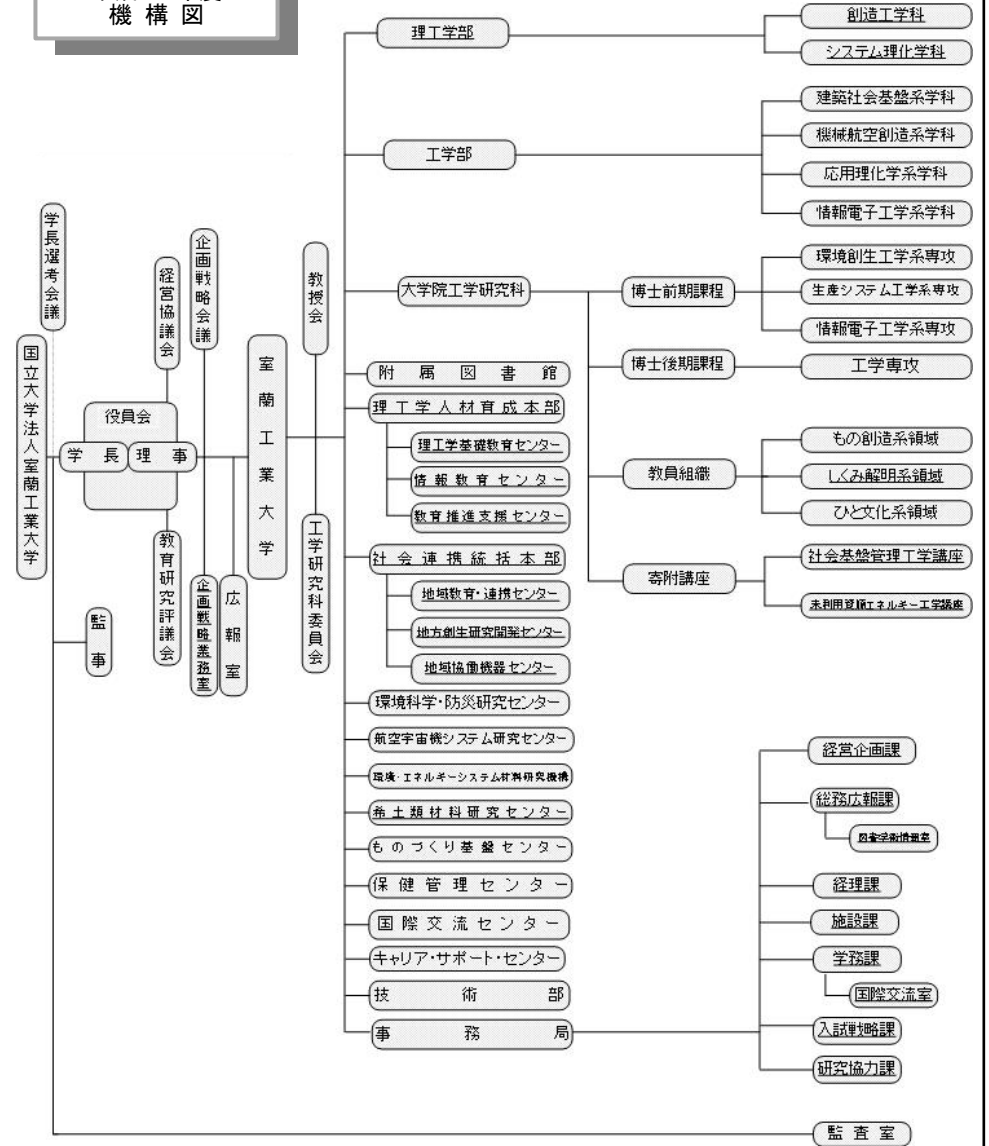 機構図
理工学部
創造工学科
システム理化学科
工学部
建築社会基盤系学科
機械航空創造系学科
応用理化学系学科
情報電子工学系学科
学長選考会議
国立大学法人室蘭工業大学
役員会
学長
理事
経営協議会
教育研究評議会
監事
企画戦略会議
企画戦略業務室
広報室
室蘭工業大学
教授会
工学研究科委員会
大学院工学研究科
博士前期課程
環境創生工学系専攻
生産システム工学系専攻
情報電子工学系専攻
博士後期課程
工学専攻
教員組織
もの創造系領域
しくみ解明系領域
ひと文化系領域
寄附講座
社会基盤管理工学講座
未利用資源エネルギー工学講座
附属図書館
理工学人材育成本部
理工学基礎教育センター
情報教育センター
教育推進支援センター
社会連携統括本部
地域教育・連携センター
地方創生研究開発センター
地域協働機器センター
環境科学・防災研究センター
航空宇宙機システム研究センター
環境・エネルギーシステム材料研究機構
希土類材料研究センター
ものづくり基盤センター
保健管理センター
国際交流センター
キャリア・サポート・センター
技術部
事務局
経営企画課
総務広報課
図書学術情報室
経理課
施設課
学務課
国際交流室
入試戦略課
研究協力課
監査室